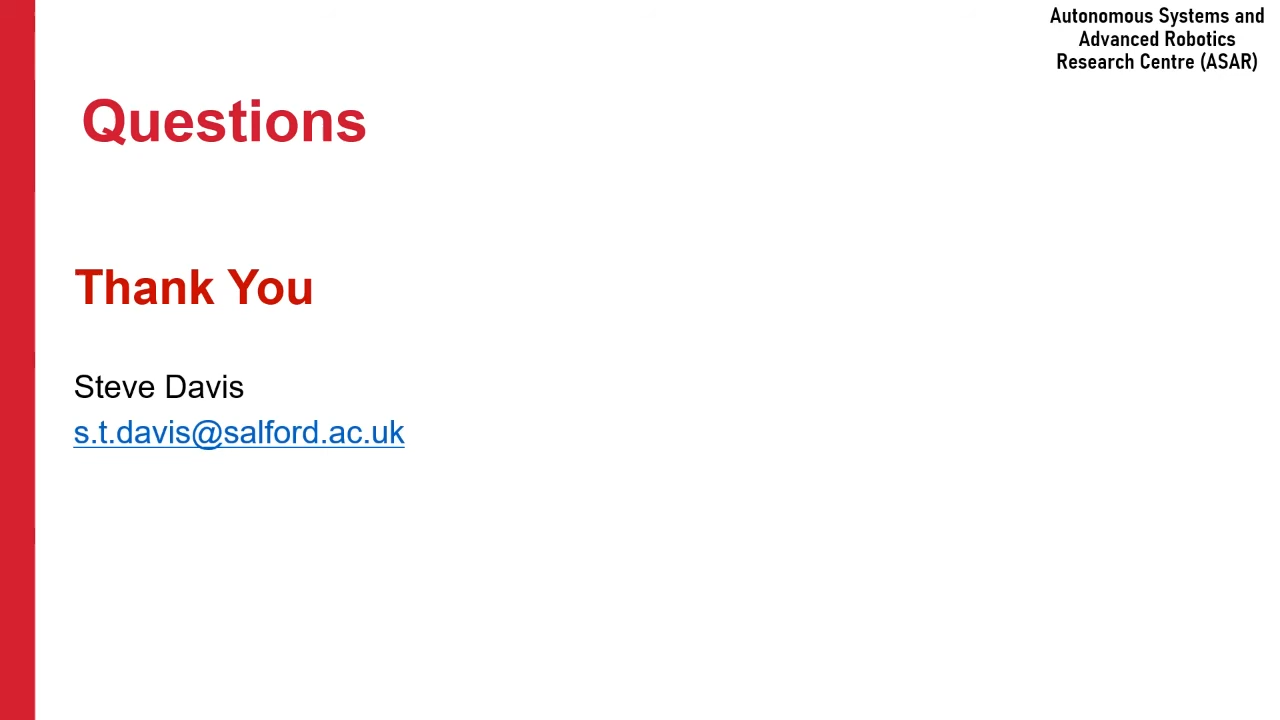 Autonomous Systems and
Advanced Robotics
Research Centre (ASAR)
Questions
Thank You
Steve Davis
s.t.davis@salford.ac.uk